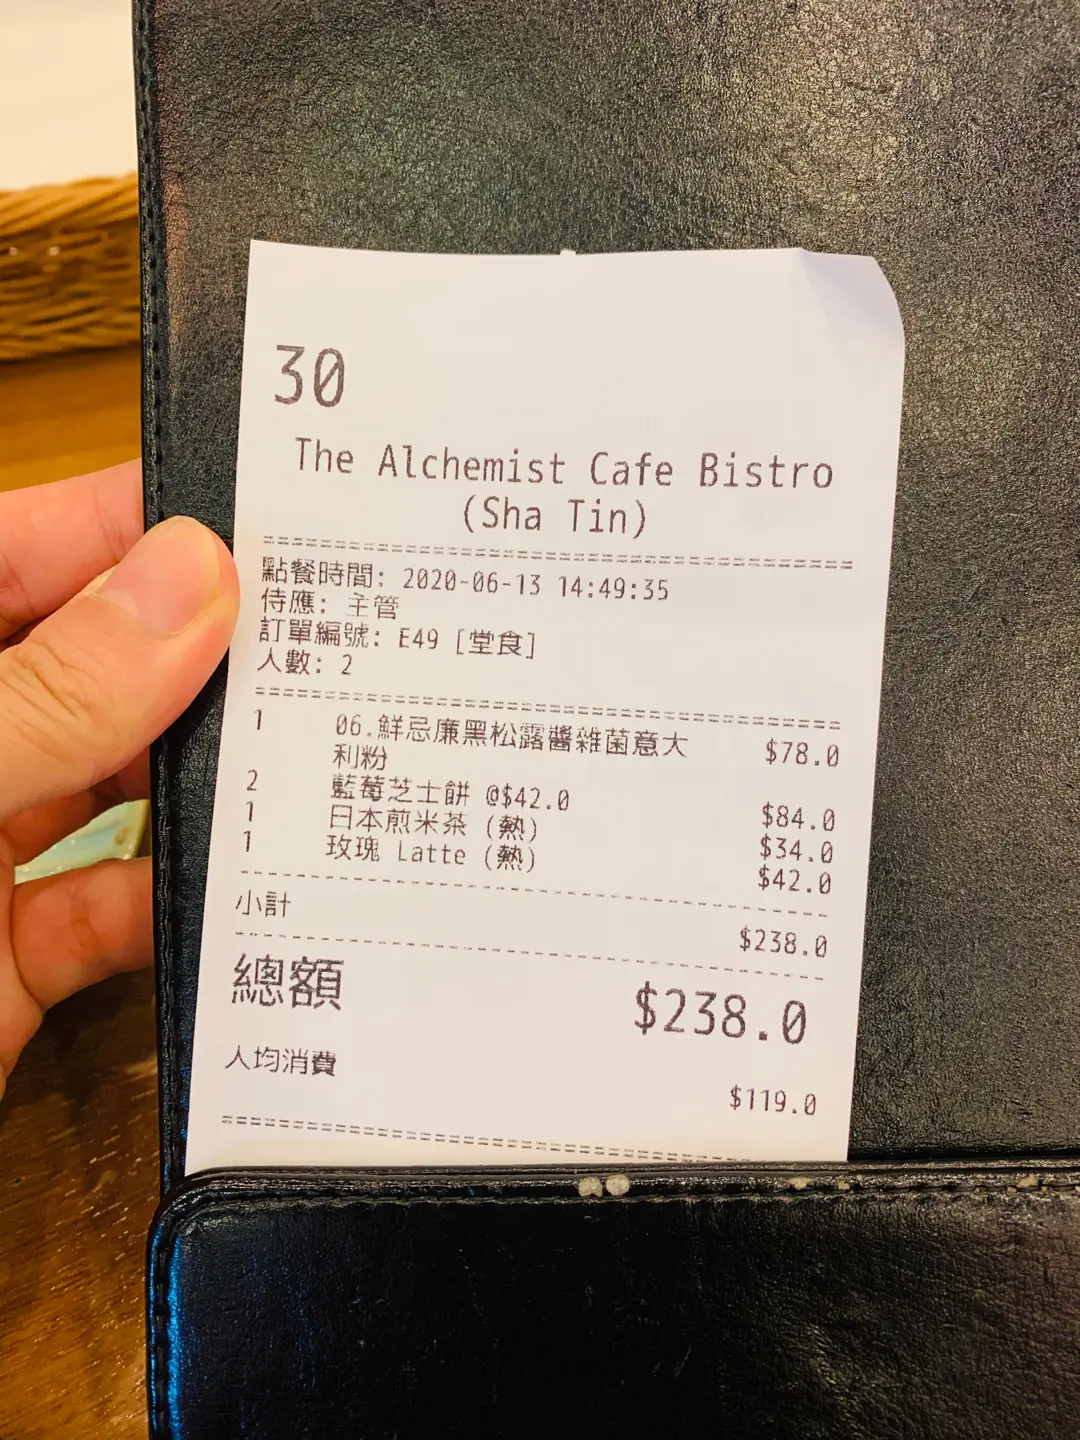 30
The Alchemist Cafe Bistro
(Sha Tin)
點餐時間: 2020-06-13 14:49:35
侍應: 主管
訂單編號: E49 [堂食]
人數: 2
1 06.鮮忌廉黑松露醬雜菌意大 $78.0
利粉
2 藍莓芝士餅 @$42.0 $84.0
1 日本煎米茶 (熱) $34.0
1 玫瑰 Latte (熱) $42.0
小計 $238.0
總額 $238.0
人均消費 $119.0